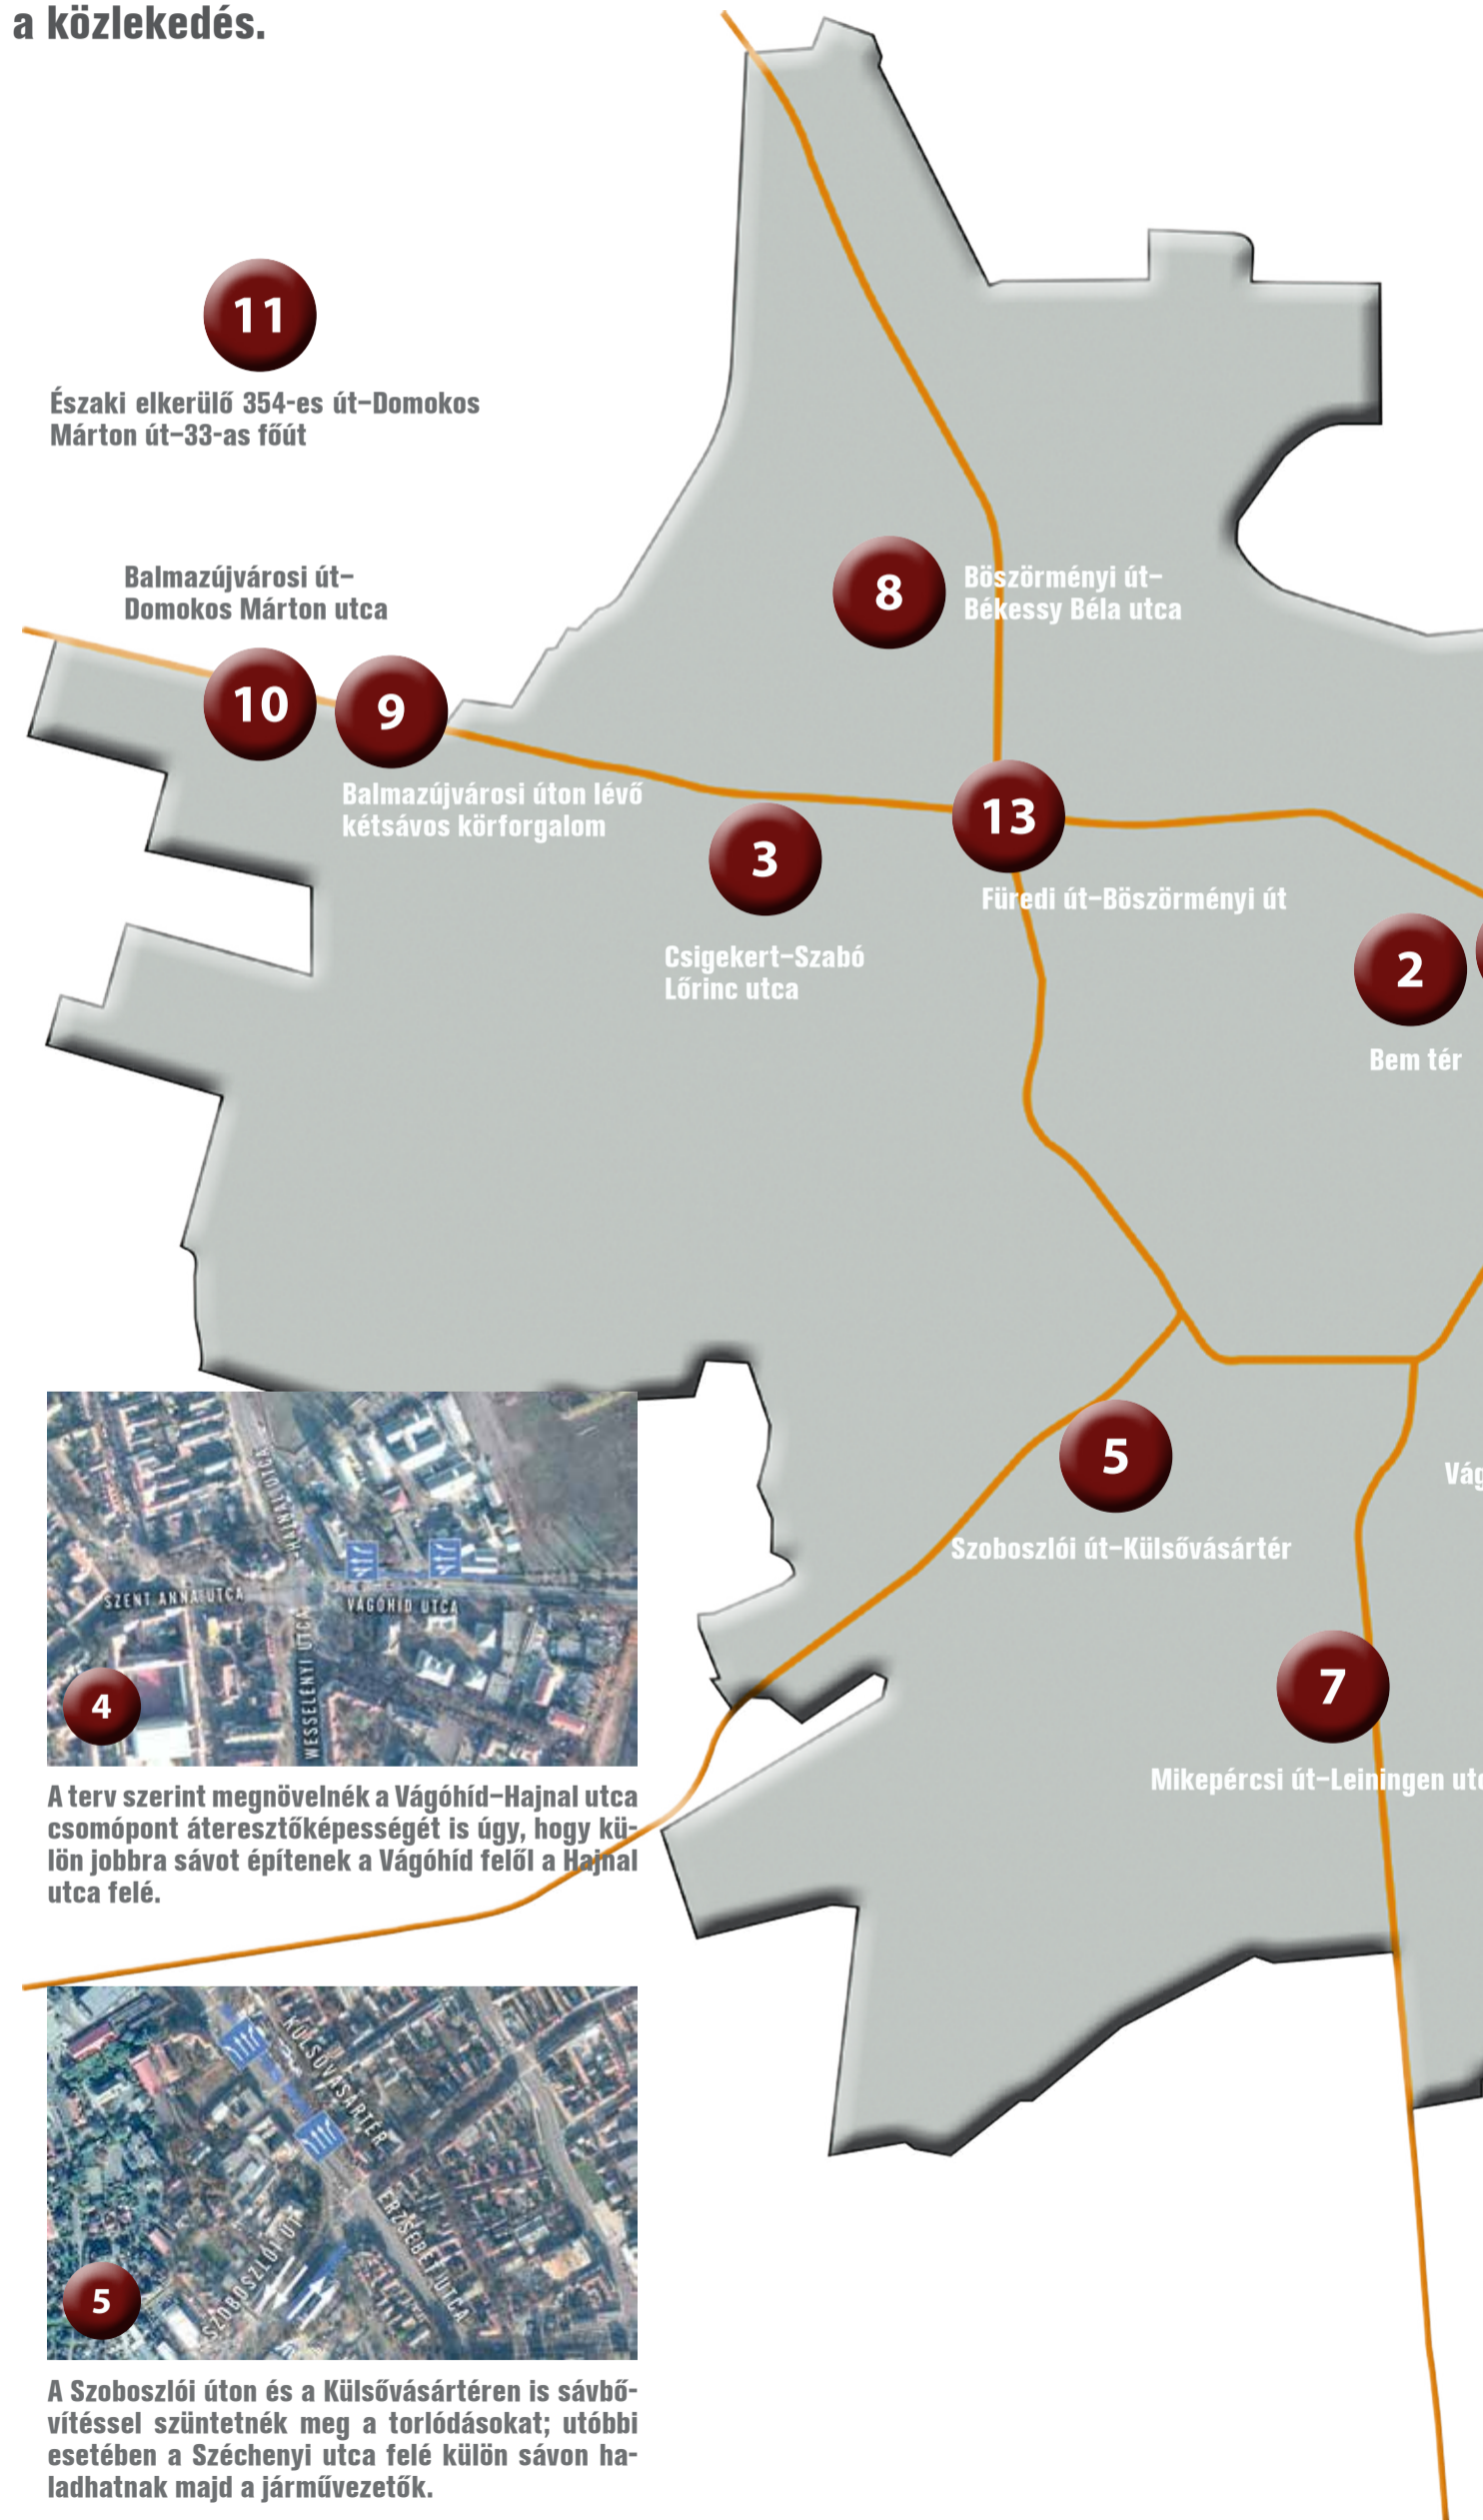 a közlekedés.
11
Északi elkerülő 354-es út–Domokos
Márton út–33-as főút
8
Böszörményi út–
Békessy Béla utca
Balmazújvárosi út–
Domokos Márton utca
10
9
Balmazújvárosi úton lévő
kétsávos körforgalom
3
Csigekert–Szabó
Lőrinc utca
13
Füredi út–Böszörményi út
2
Bem tér
5
Szoboszlói út–Külsővásártér
7
Mikepércsi út–Leiningen
HAJNAL UTCA
SZENT ANNA UTCA
VÁGÓHÍD UTCA
WESSELÉNYI UTCA
4
A terv szerint megnövelnék a Vágóhíd–Hajnal utca
csomópont áteresztőképességét is úgy, hogy kü-
lön jobbra sávot építenek a Vágóhíd felől a Hajnal
utca felé.
KÜLSŐVÁSÁRTÉR
ERZSÉBET UTCA
SZOBOSZLÓI ÚT
5
A Szoboszlói úton és a Külsővásártéren is sávbő-
vítéssel szüntetnék meg a torlódásokat; utóbbi
esetében a Széchenyi utca felé külön sávon ha-
ladhatnak majd a járművezetők.